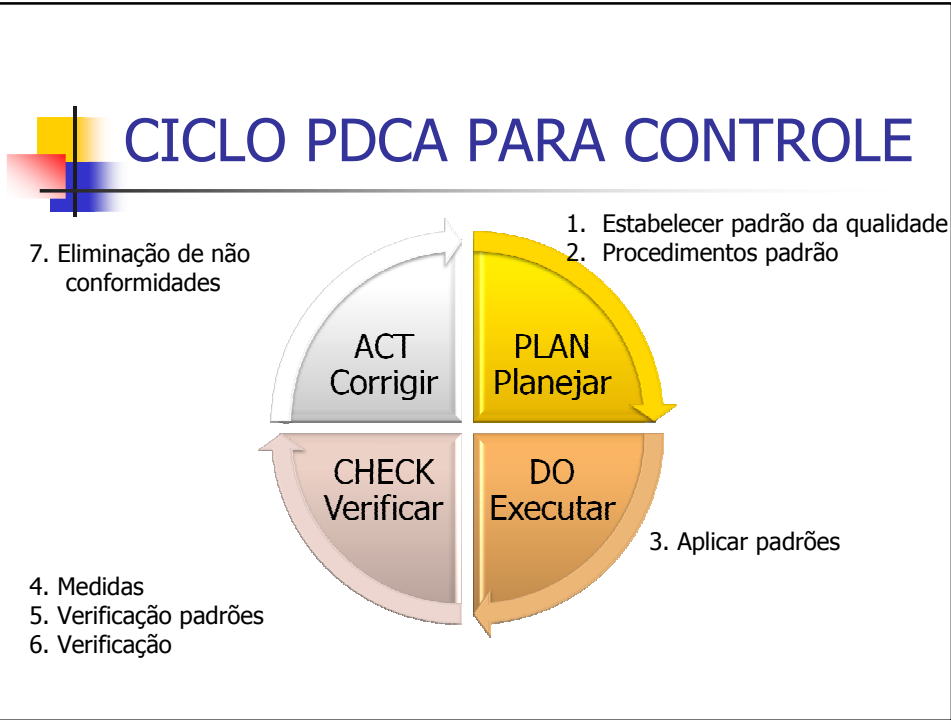 CICLO PDCA PARA CONTROLE
1. Estabelecer padrão da qualidade
2. Procedimentos padrão
7. Eliminação de não
conformidades
ACT
Corrigir
PLAN
Planejar
CHECK
Verificar
DO
Executar
3. Aplicar padrões
4. Medidas
5. Verificação padrões
6. Verificação